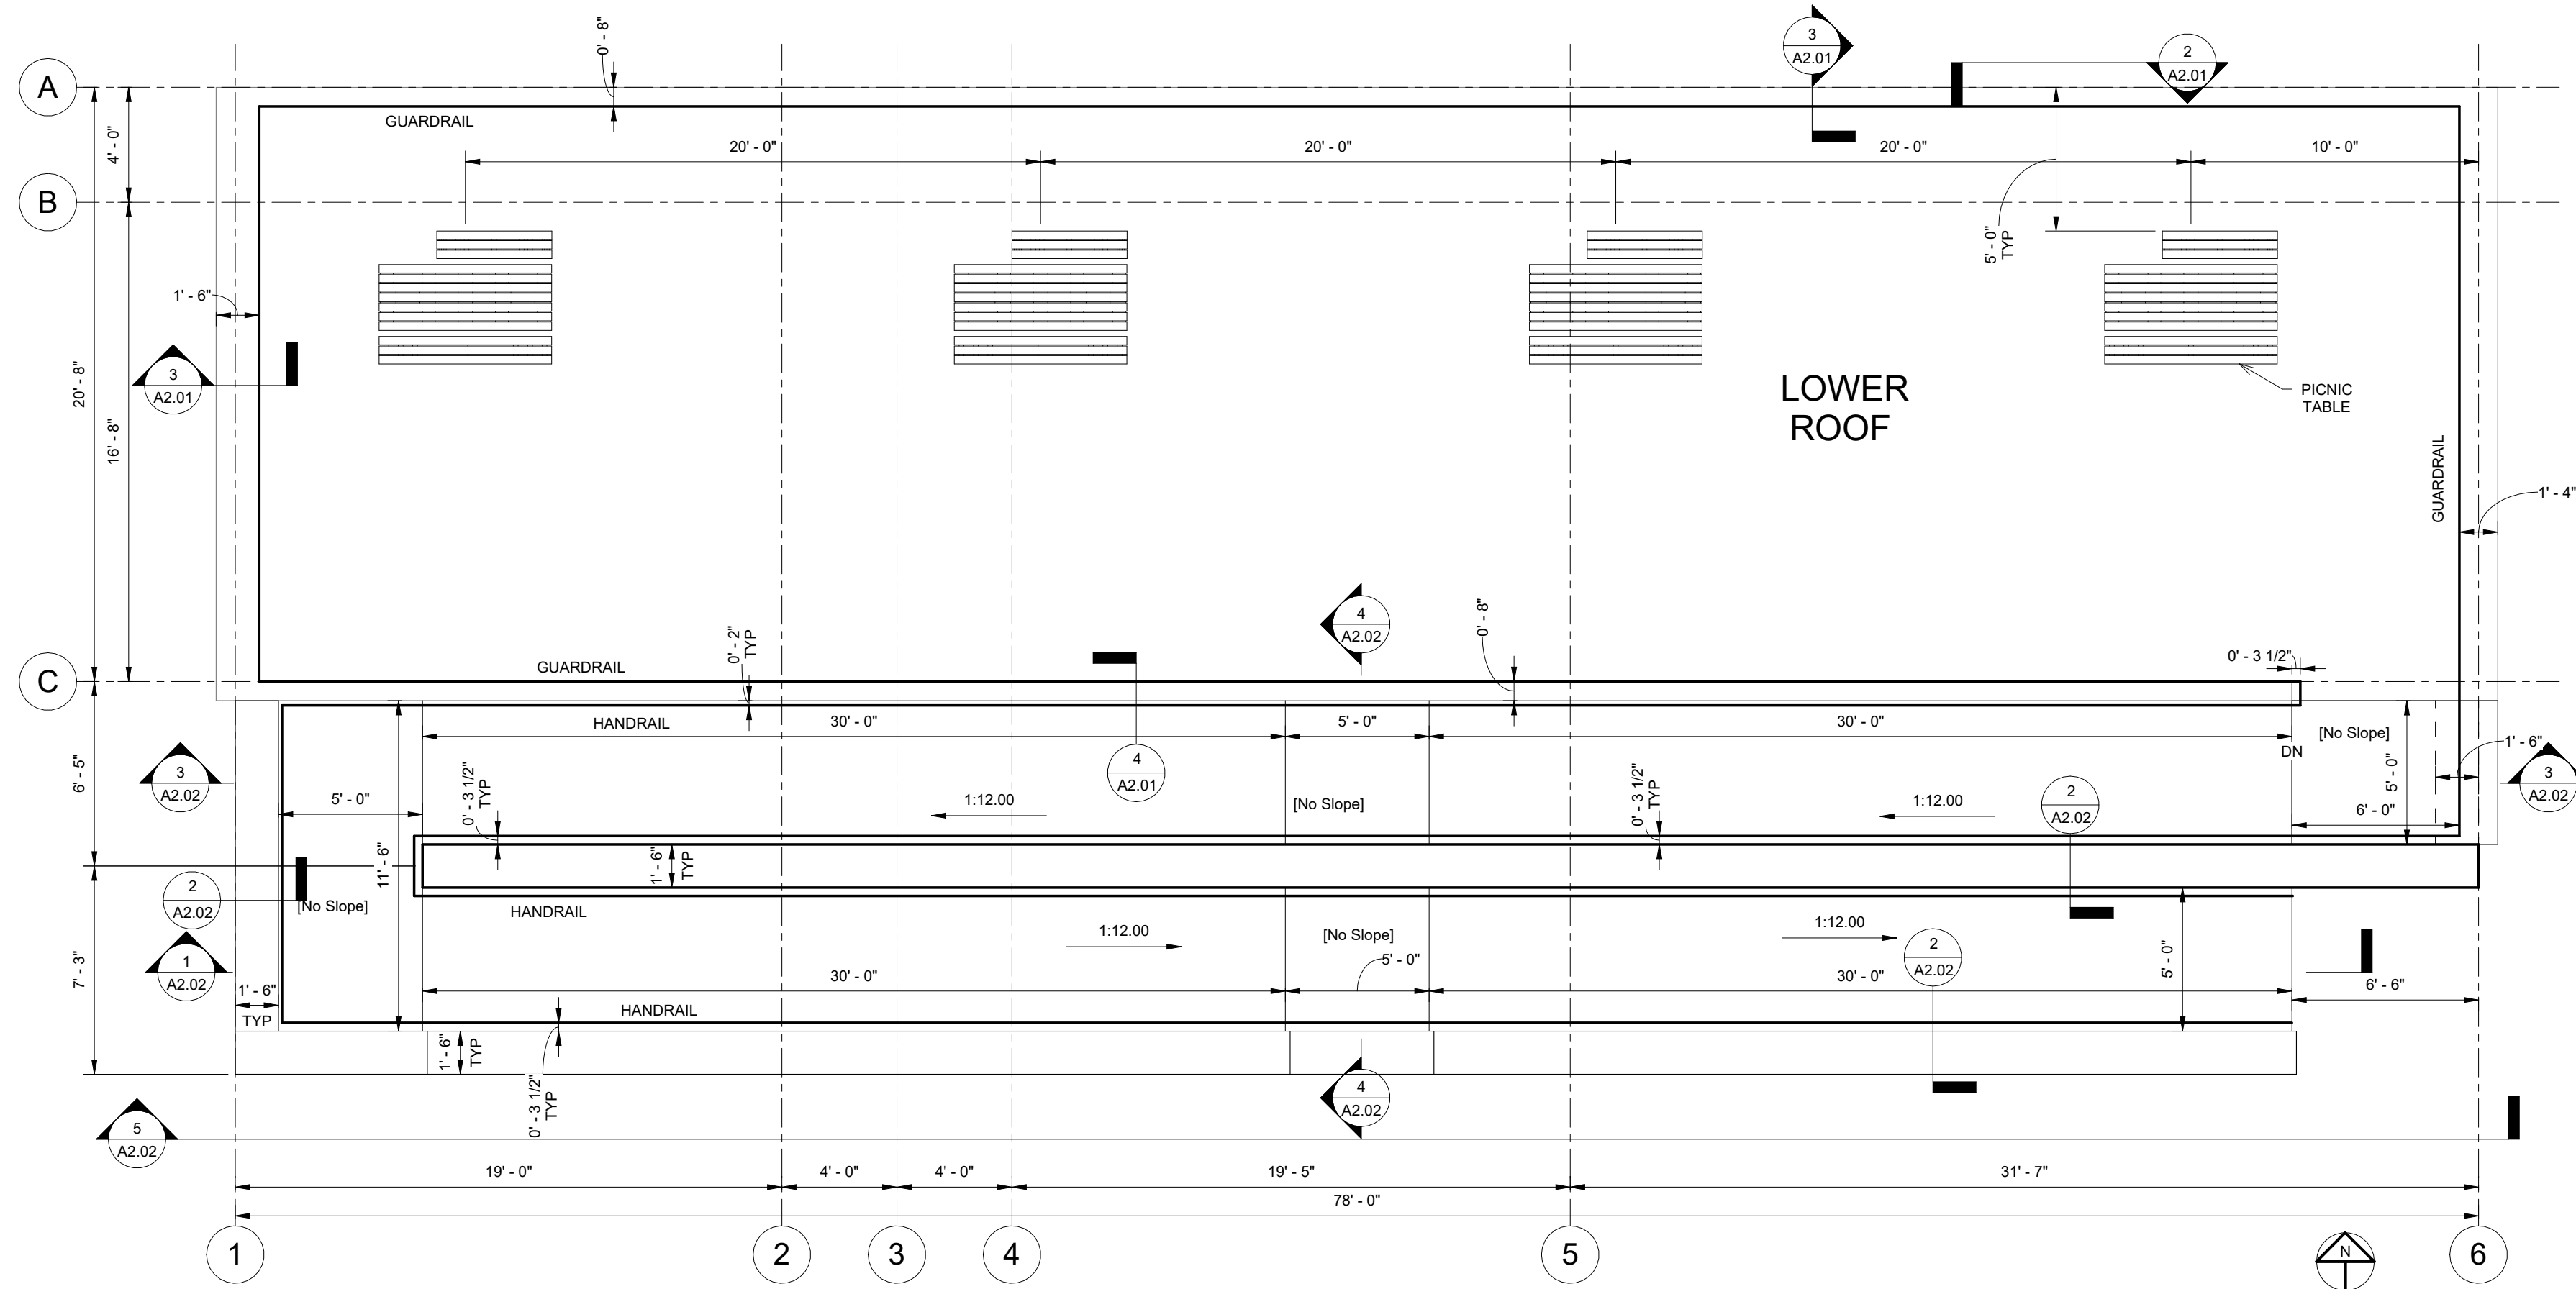 0' - 8"
3
A2.01
2
A2.01
A
GUARDRAIL
4' - 0"
20' - 0"
20' - 0"
20' - 0"
10' - 0"
B
5' - 0"
TYP
1' - 6"
3
A2.01
20' - 8"
16' - 8"
LOWER
ROOF
PICNIC
TABLE
GUARDRAIL
1' - 4"
4
A2.02
0' - 8"
0' - 2"
TYP
GUARDRAIL
0' - 3 1/2"
C
HANDRAIL
30' - 0"
5' - 0"
30' - 0"
[No Slope]
DN
1' - 6"
3
A2.02
4
A2.01
3
A2.02
6' - 5"
5' - 0"
0' - 3 1/2"
TYP
1:12.00
[No Slope]
0' - 3 1/2"
TYP
1:12.00
2
A2.02
5' - 0"
6' - 0"
11' - 6"
1' - 6"
TYP
2
A2.02
[No Slope]
HANDRAIL
1:12.00
[No Slope]
1:12.00
2
A2.02
5' - 0"
1
A2.02
7' - 3"
30' - 0"
5' - 0"
30' - 0"
6' - 6"
1' - 6"
TYP
HANDRAIL
1' - 6"
TYP
0' - 3 1/2"
TYP
4
A2.02
5
A2.02
19' - 0"
4' - 0"
4' - 0"
19' - 5"
31' - 7"
78' - 0"
1
2
3
4
5
N
6